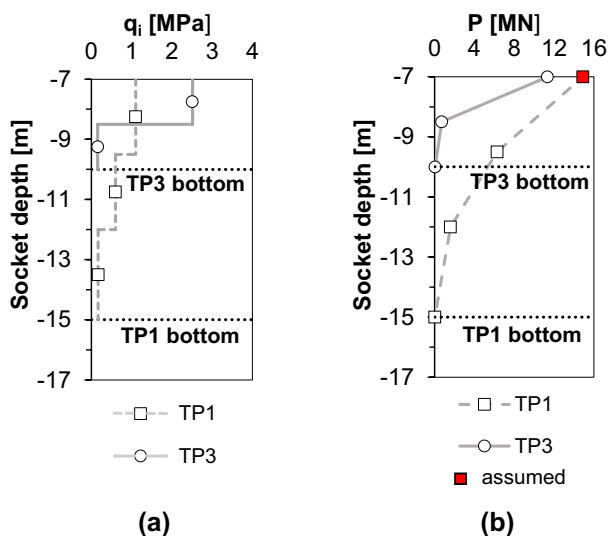 qᵢ [MPa]
0 1 2 3 4
-7
-9
-11
-13
-15
-17
Socket depth [m]
TP3 bottom
TP1 bottom
TP1
TP3
(a)
P [MN]
0 4 8 12 16
-7
-9
-11
-13
-15
-17
Socket depth [m]
TP3 bottom
TP1 bottom
TP1
TP3
assumed
(b)